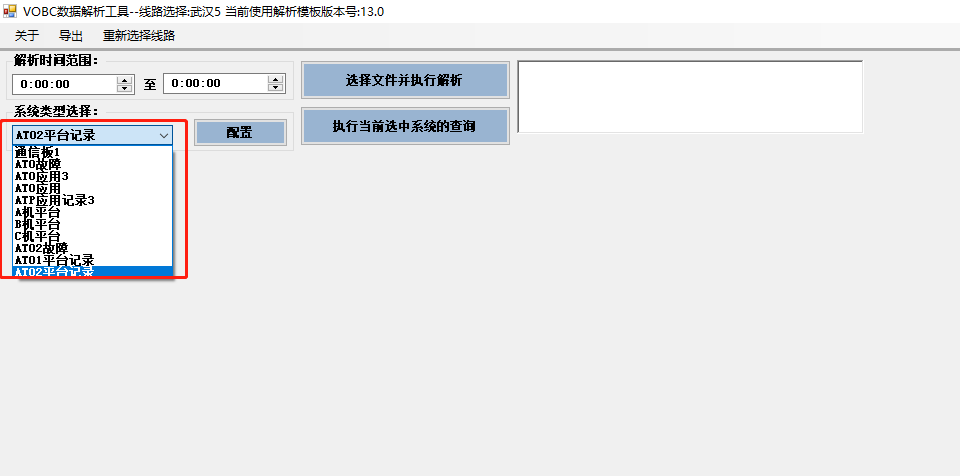 VOBC数据解析工具--线路选择:武汉5 当前使用解析模板版本号:13.0
关于 导出 重新选择线路
解析时间范围:
0:00:00 至 0:00:00
选择文件并执行解析
系统类型选择:
ATO2平台记录
配置
执行当前选中系统的查询
通信板1
ATO故障
ATO应用3
ATO应用
ATP应用记录3
A机平台
B机平台
C机平台
ATO2故障
ATO1平台记录
ATO2平台记录